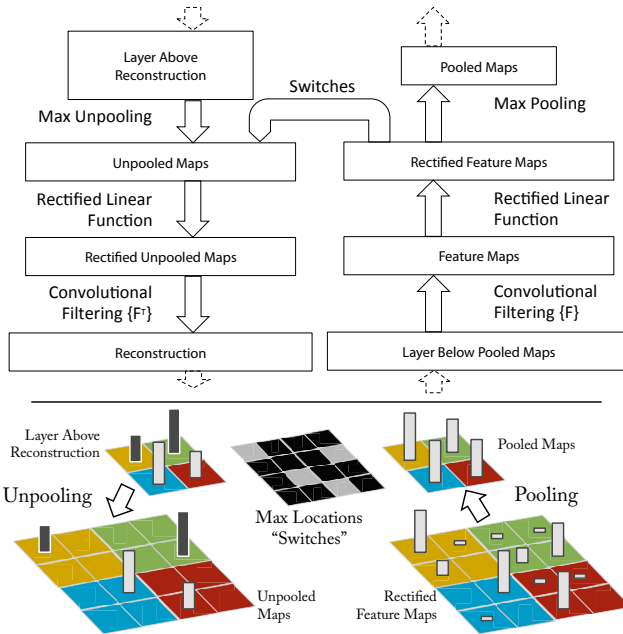 Layer Above
Reconstruction
Pooled Maps
Switches
Max Unpooling
Max Pooling
Unpooled Maps
Rectified Feature Maps
Rectified Linear
Function
Rectified Linear
Function
Rectified Unpooled Maps
Feature Maps
Convolutional
Filtering {Fᵀ}
Convolutional
Filtering {F}
Reconstruction
Layer Below Pooled Maps
Layer Above
Reconstruction
Pooled Maps
Unpooling
Pooling
Max Locations
“Switches”
Unpooled
Maps
Rectified
Feature Maps